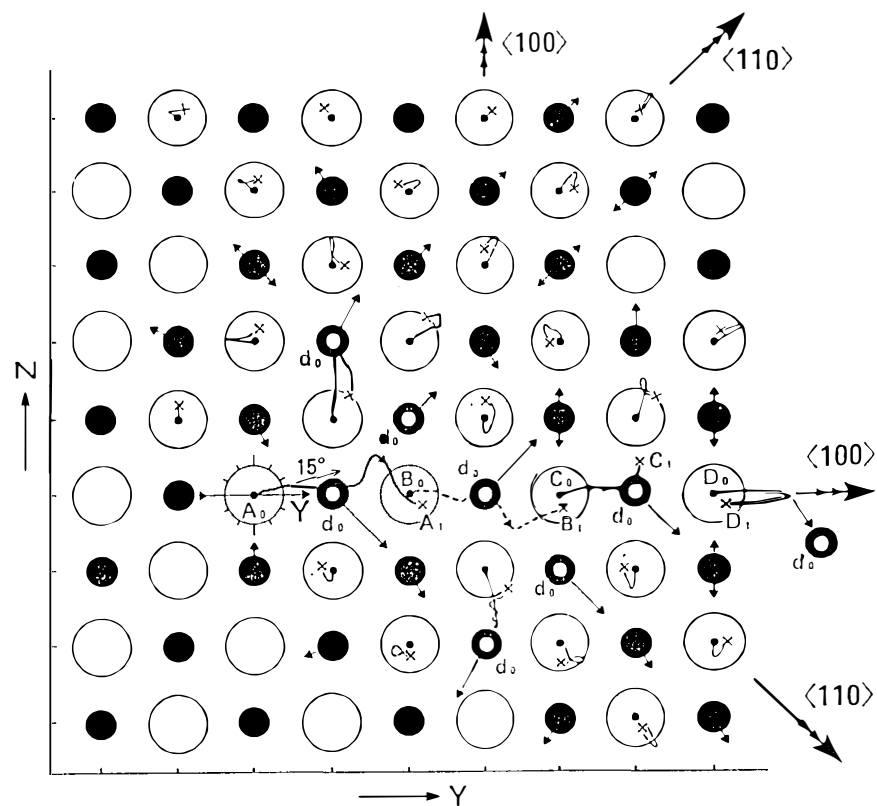 ⟨100⟩
⟨110⟩
d₀
Z
d₀
15°
B₀
d₀
C₀
C₁
D₀
⟨100⟩
A₀
Y
d₀
A₁
B₁
d₀
D₁
d₀
d₀
d₀
⟨110⟩
Y